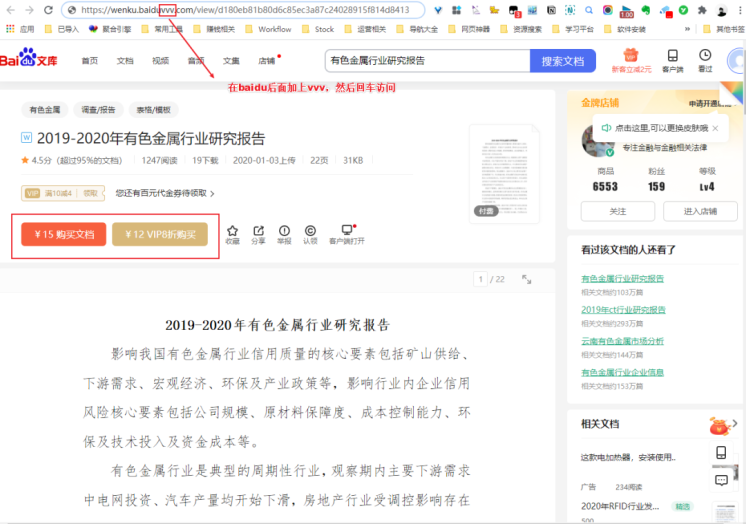 https://wenku.baiduvvv.com/view/d180eb81b80d6c85ec3a87c24028915f814d8413
应用 已导入 聚合引擎 常用工具 赚钱相关 Workflow Stock 运营相关 导航大全 网页神器 资源搜索 学习平台 软件安装 » 其他书签
Bai du 文库 首页 文档 视频 音频 文集 店铺 有色金属行业研究报告 搜索文档 新客立减2元 客户端 看过
在baidu后面加上vvv，然后回车访问
有色金属 调查/报告 表格/模板
2019-2020年有色金属行业研究报告
4.5分（超过95%的文档） 1247阅读 19下载 2020-01-03上传 22页 31KB
VIP 满10减4 领取 您还有百元代金券待领取 >
付费
¥15 购买文档 ¥12 VIP8折购买 收藏 分享 举报 认领 客户端打开
金牌店铺 申请开通
点击这里,可以更换皮肤哦 ×
专注金融与金融相关法律
商品 粉丝 等级
6553 159 Lv4
关注 进入店铺
1 / 22
看过该文档的人还看了
有色金属行业研究报告
相关文档约103万篇
2019年ct行业研究报告
相关文档约293万篇
云南有色金属市场分析
相关文档约144万篇
有色金属行业企业信息
相关文档约153万篇
2019-2020年有色金属行业研究报告
影响我国有色金属行业信用质量的核心要素包括矿山供给、
下游需求、宏观经济、环保及产业政策等，影响行业内企业信用
风险核心要素包括公司规模、原材料保障度、成本控制能力、环
保及技术投入及资金成本等。
有色金属行业是典型的周期性行业，观察期内主要下游需求
中电网投资、汽车产量均开始下滑，房地产行业受调控影响存在
相关文档
这款电加热器，安装使用..
广告 234阅读
2020年RFID行业发... 精选